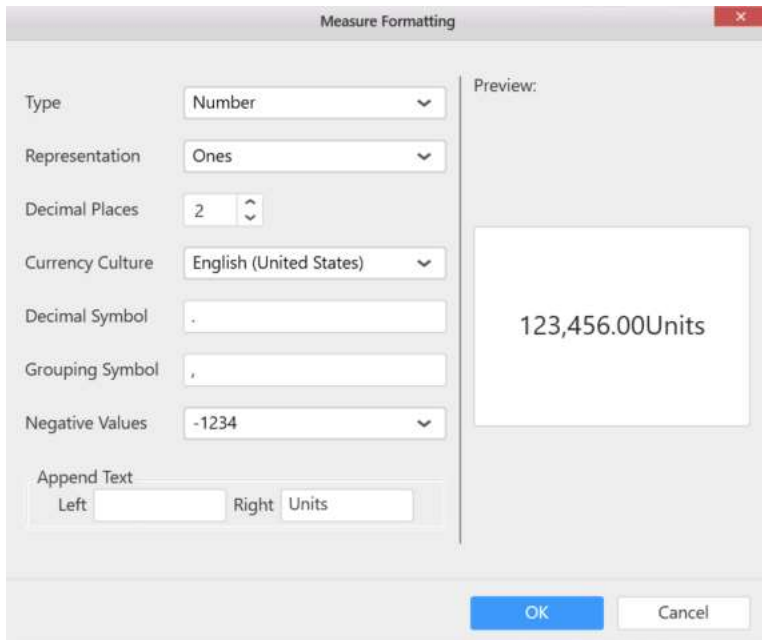 Measure Formatting
Preview:
Type Number
Representation Ones
Decimal Places 2
Currency Culture English (United States)
Decimal Symbol .
Grouping Symbol ,
Negative Values -1234
Append Text
Left Right Units
123,456.00Units
OK Cancel